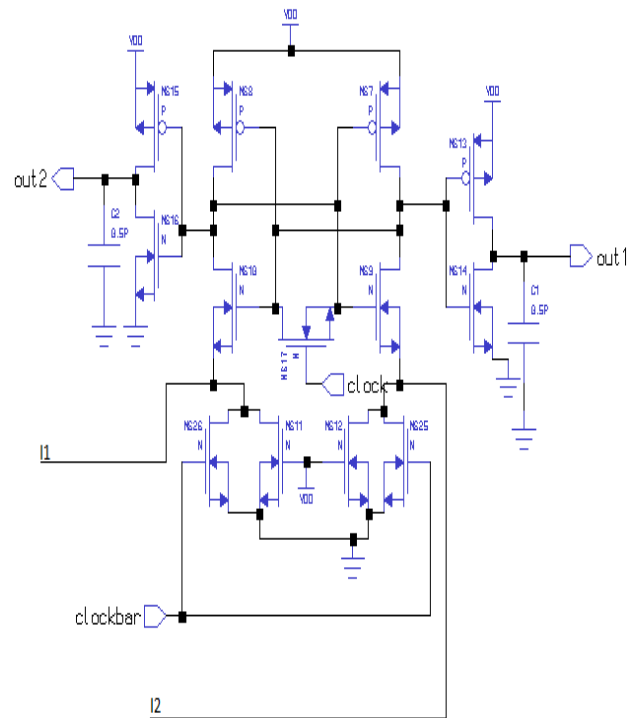 VDD
VDD
VDD
MS15
P
MS8
P
MS7
P
MS13
P
out2
C2
0.5P
MS16
N
MS10
N
MS9
N
MS14
N
out1
C1
0.5P
MS17
N
clock
I1
MS26
N
MS11
N
MS12
N
MS25
N
VDD
clockbar
I2